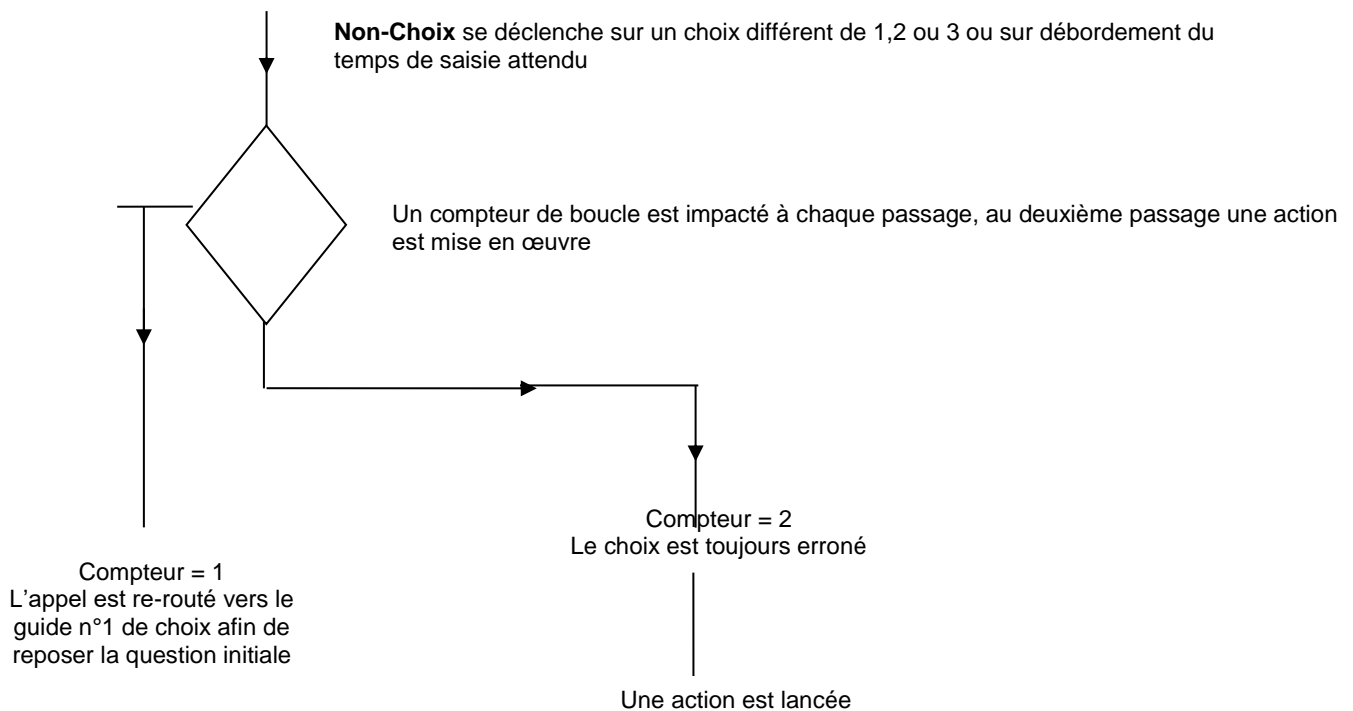 Non-Choix se déclenche sur un choix différent de 1,2 ou 3 ou sur débordement du
temps de saisie attendu
Un compteur de boucle est impacté à chaque passage, au deuxième passage une action
est mise en œuvre
Compteur = 2
Le choix est toujours erroné
Compteur = 1
L’appel est re-routé vers le
guide n°1 de choix afin de
reposer la question initiale
Une action est lancée